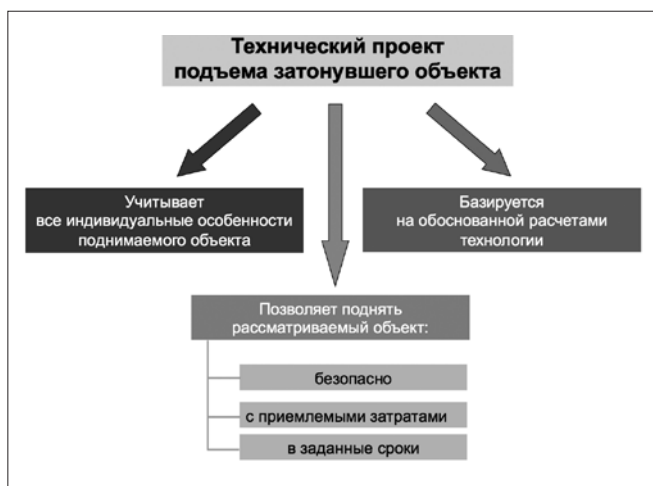 Технический проект
подъема затонувшего объекта
Учитывает
все индивидуальные особенности
поднимаемого объекта
Базируется
на обоснованной расчетами
технологии
Позволяет поднять
рассматриваемый объект:
безопасно
с приемлемыми затратами
в заданные сроки